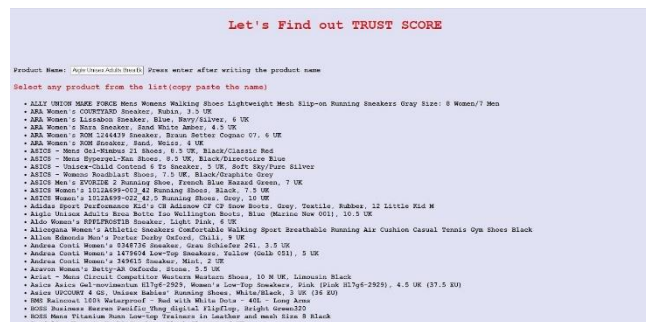 Let's Find out TRUST SCORE
Product Name: Aigle Unisex Adults Brea B Press enter after writing the product name
Select any product from the list(copy paste the name)
ALLY UNION MAKE FORCE Mens Womens Walking Shoes Lightweight Mesh Slip-on Running Sneakers Gray Size: 8 Women/7 Men
ARA Women's COURTYARD Sneaker, Rubin, 3.5 UK
ARA Women's Lissabon Sneaker, Blue, Navy/Silver, 6 UK
ARA Women's Nara Sneaker, Sand White Amber, 4.5 UK
ARA Women's ROM 1244439 Sneaker, Braun Setter Cognac 07, 6 UK
ARA Women's ROM Sneaker, Sand, Weiss, 4 UK
ASICS - Mens Gel-Nimbus 21 Shoes, 8.5 UK, Black/Classic Red
ASICS - Mens Hypergel-Kan Shoes, 8.5 UK, Black/Directoire Blue
ASICS - Unisex-Child Contend 6 Ts Sneaker, 5 UK, Soft Sky/Pure Silver
ASICS - Womens Roadblast Shoes, 7.5 UK, Black/Graphite Grey
ASICS Men's EVORIDE 2 Running Shoe, French Blue Hazard Green, 7 UK
ASICS Women's 1012A699-003_42 Running Shoes, Black, 7.5 UK
ASICS Women's 1012A699-022_42,5 Running Shoes, Grey, 10 UK
Adidas Sport Performance Kid's CB Adisnow CF CP Snow Boots, Grey, Textile, Rubber, 12 Little Kid M
Aigle Unisex Adults Brea Botte Iso Wellington Boots, Blue (Marine New 001), 10.5 UK
Aldo Women's RPPLFROST1B Sneaker, Light Pink, 6 UK
Aliengana Women's Athletic Sneakers Comfortable Walking Sport Breathable Running Air Cushion Casual Tennis Gym Shoes Black
Allen Edmonds Men's Porter Derby Oxford, Chili, 9 UK
Andrea Conti Women's 0348736 Sneaker, Grau Schiefer 261, 3.5 UK
Andrea Conti Women's 1479604 Low-Top Sneakers, Yellow (Gelb 051), 5 UK
Andrea Conti Women's 349615 Sneaker, Mint, 2 UK
Aravon Women's Betty-AR Oxfords, Stone, 5.5 UK
Ariat - Mens Circuit Competitor Western Western Shoes, 10 M UK, Limousin Black
Asics Asics Gel-movimentum H17g6-2929, Women's Low-Top Sneakers, Pink (Pink H17g6-2929), 4.5 UK (37.5 EU)
Asics UPCOURT 4 GS, Unisex Babies' Running Shoes, White/Black, 3 UK (36 EU)
BMS Raincoat 100% Waterproof - Red with White Dots - 40L - Long Arms
BOSS Business Herren Pacific_Thng_digital Flipflop, Bright Green320
BOSS Mens Titanium Runn Low-top Trainers in Leather and mesh Size 8 Black